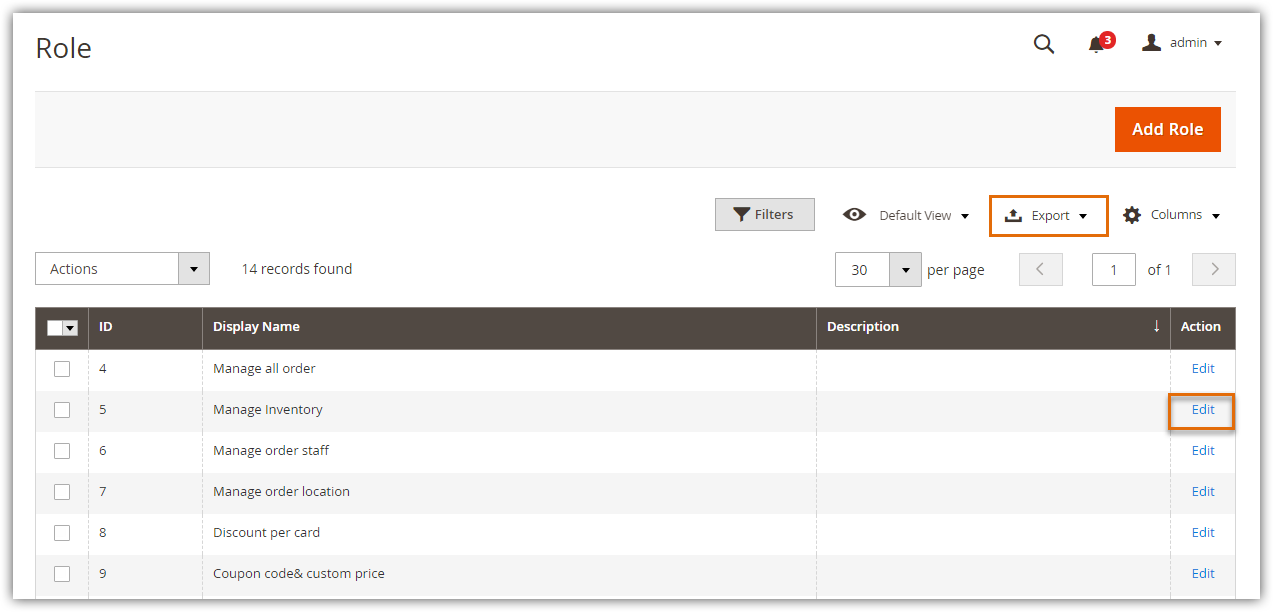 Role
3
admin
Add Role
Filters
Default View
Export
Columns
Actions
14 records found
30
per page
1
of 1
ID Display Name Description ↓ Action
4 Manage all order Edit
5 Manage Inventory Edit
6 Manage order staff Edit
7 Manage order location Edit
8 Discount per card Edit
9 Coupon code& custom price Edit